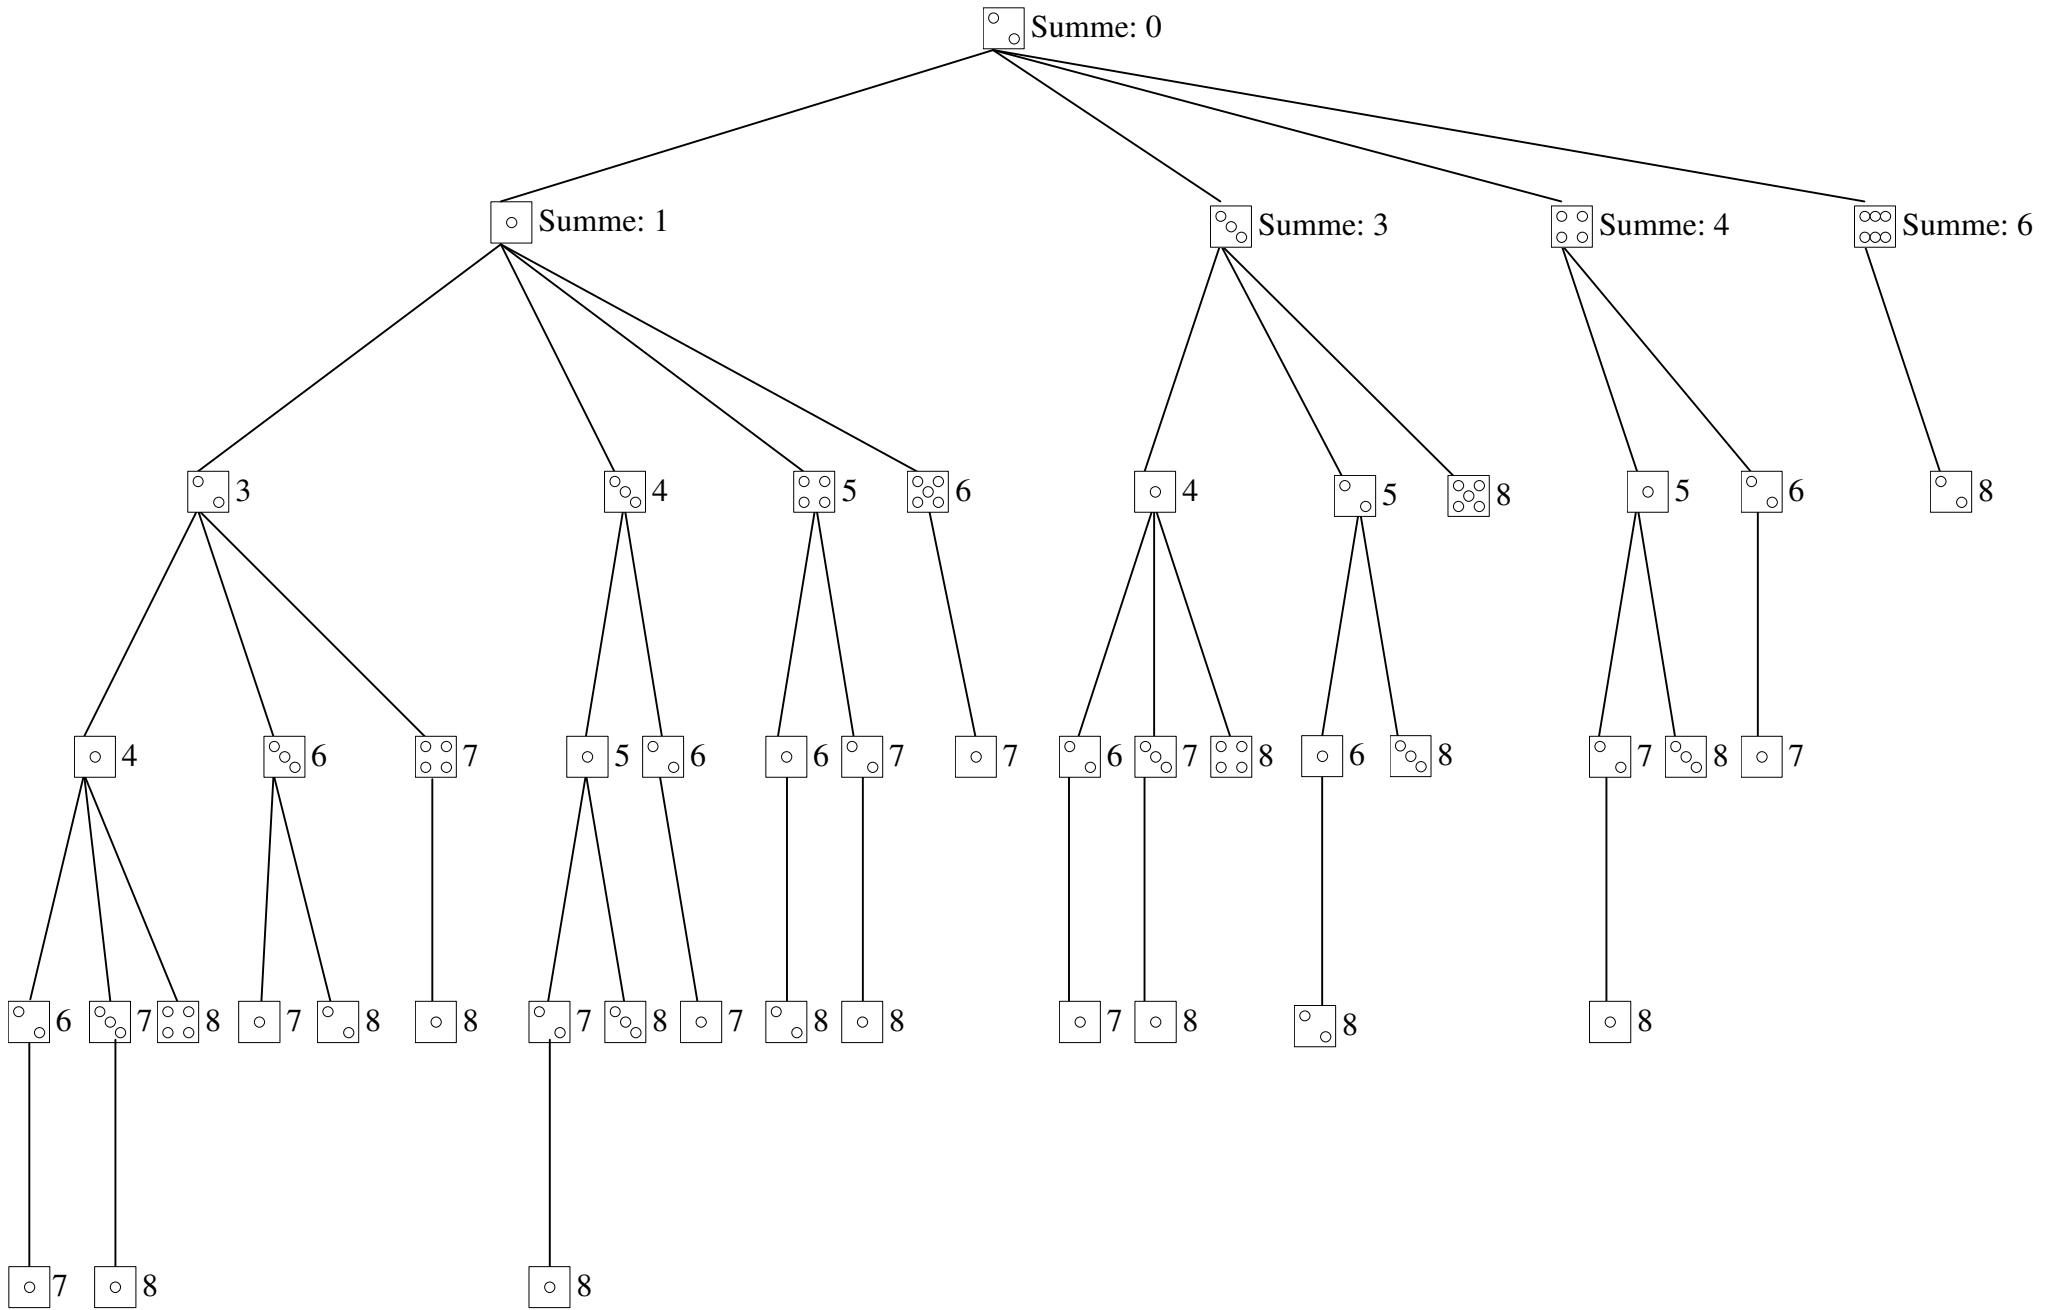 Summe: 0
Summe: 1
Summe: 3
Summe: 4
Summe: 6
3 4 5 6 4 5 8 5 6 8
4 6 7 5 6 6 7 7 6 7 8 6 8 7 8 7
6 7 8 7 8 8 7 8 7 8 8 7 8 8 8
7 8 8